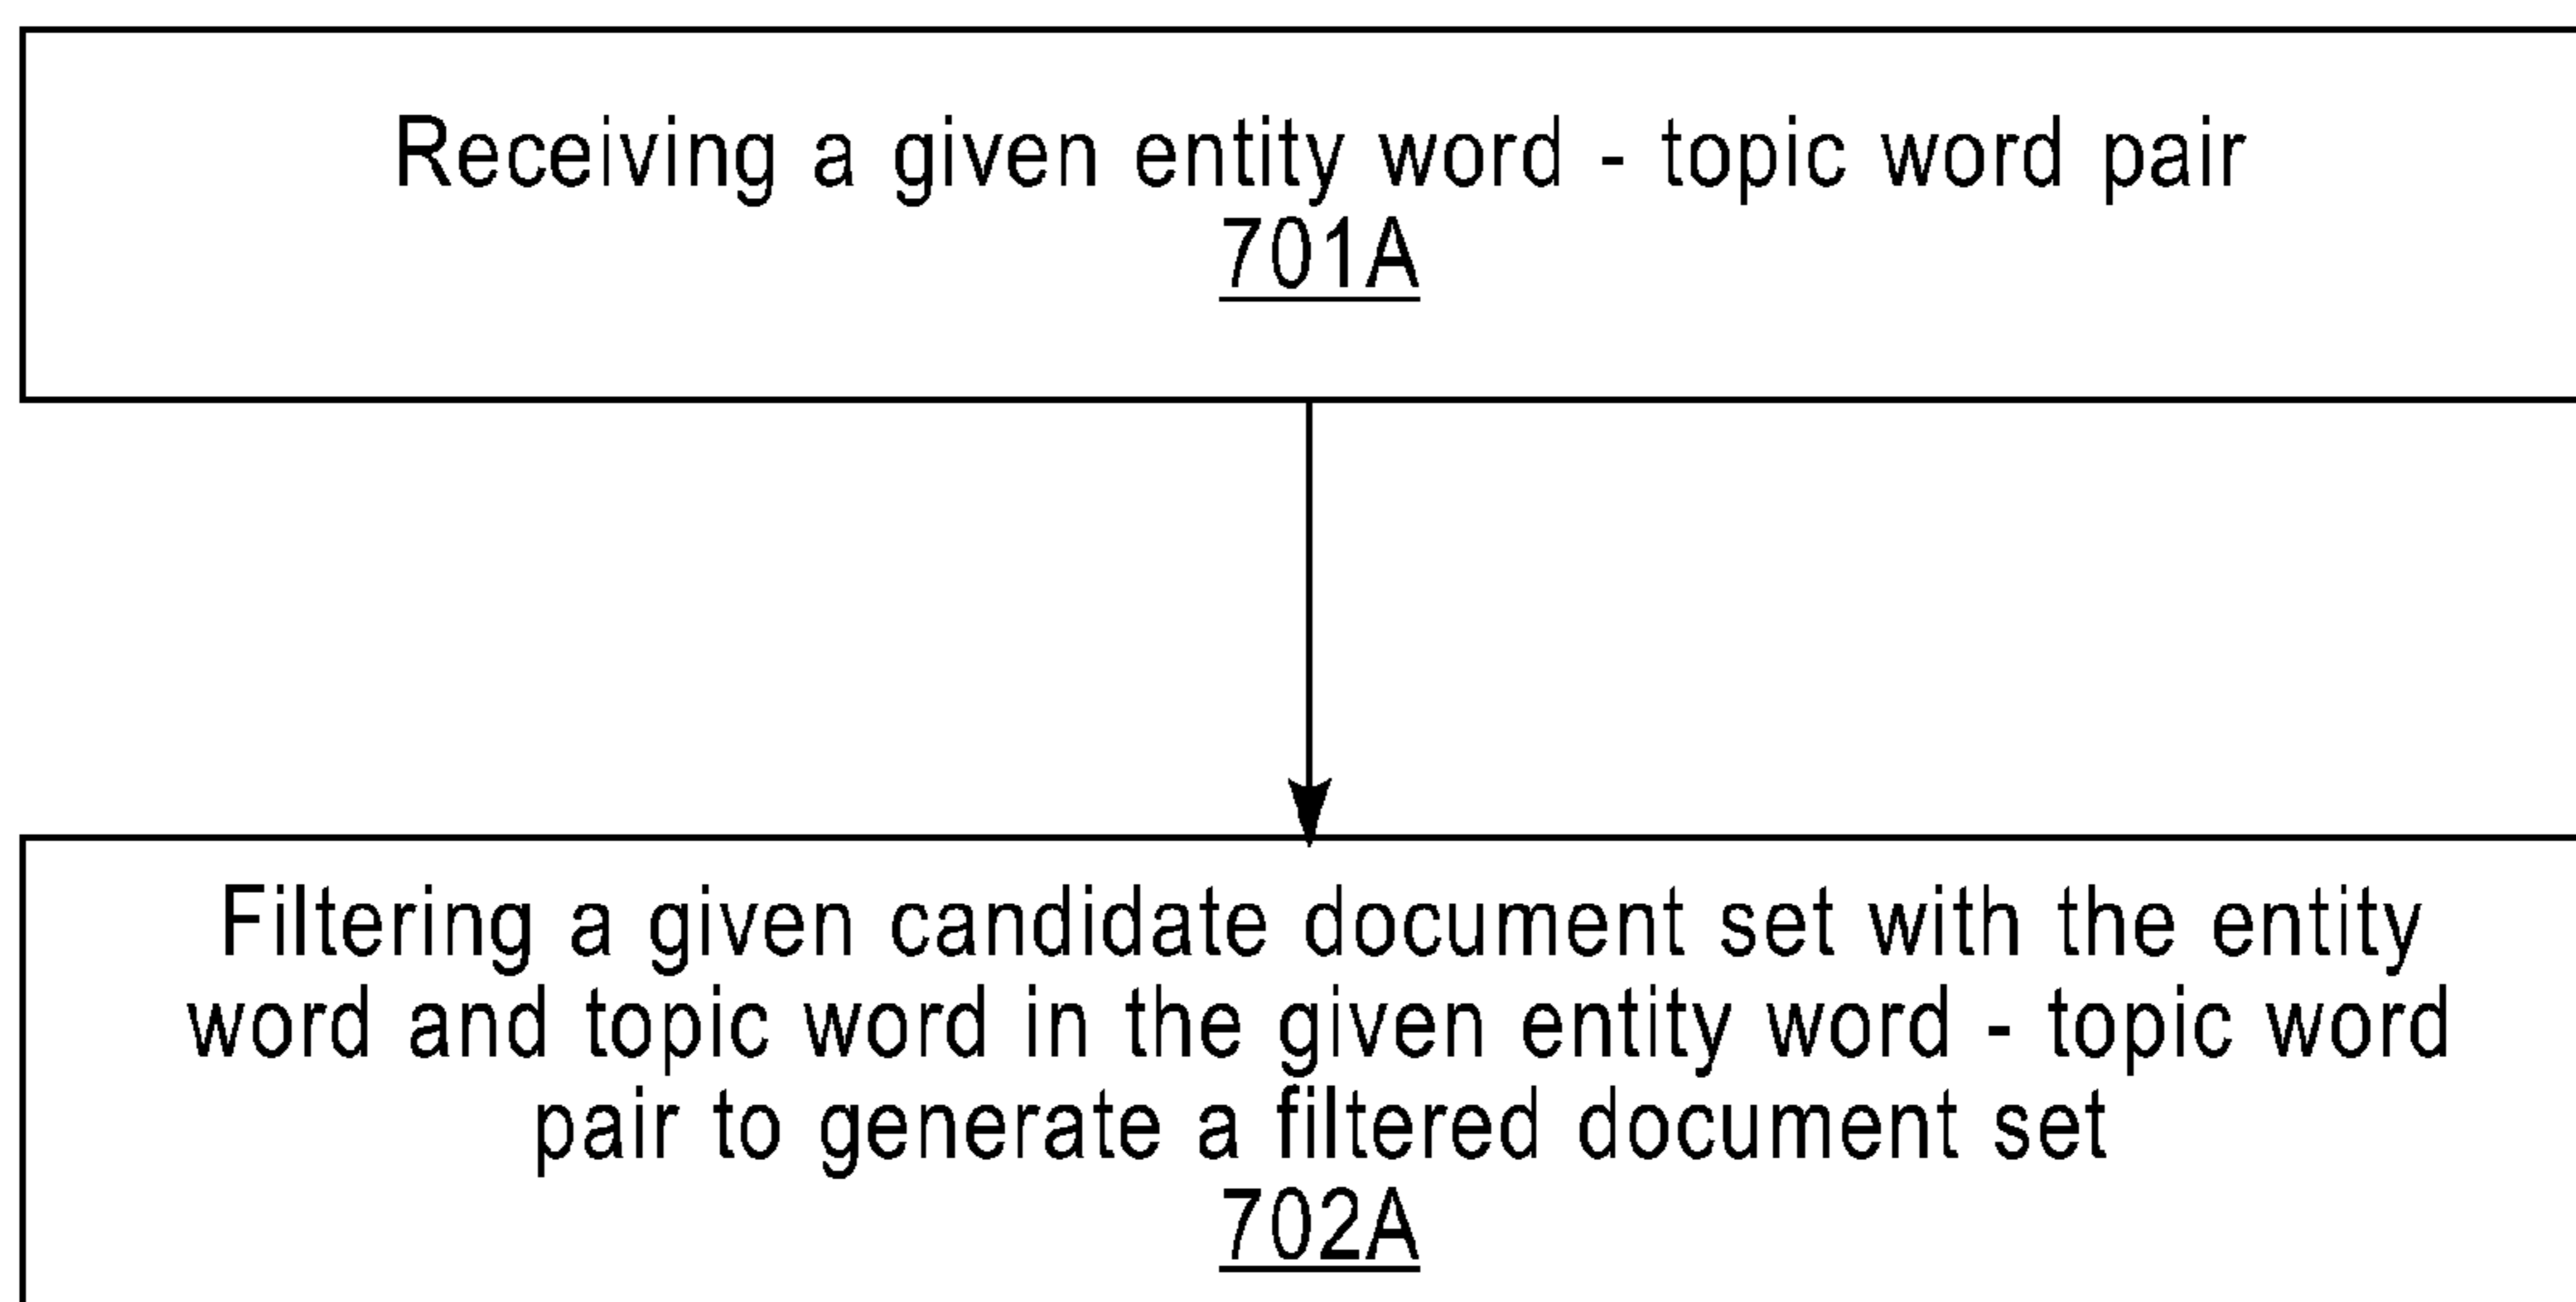 Receiving a given entity word - topic word pair
701A
Filtering a given candidate document set with the entity
word and topic word in the given entity word - topic word
pair to generate a filtered document set
702A